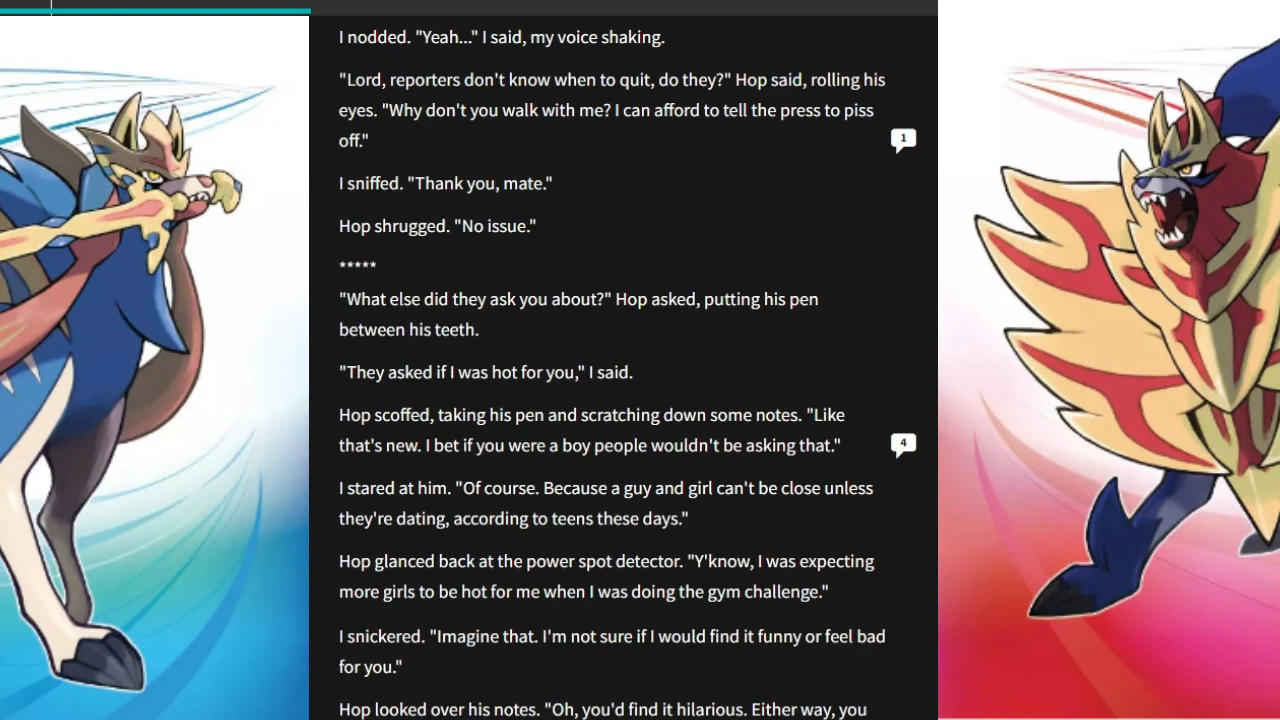 I nodded. "Yeah..." I said, my voice shaking.
"Lord, reporters don't know when to quit, do they?" Hop said, rolling his
eyes. "Why don't you walk with me? I can afford to tell the press to piss
off."
1
I sniffed. "Thank you, mate."
Hop shrugged. "No issue."
*****
"What else did they ask you about?" Hop asked, putting his pen
between his teeth.
"They asked if I was hot for you," I said.
Hop scoffed, taking his pen and scratching down some notes. "Like
that's new. I bet if you were a boy people wouldn't be asking that."
4
I stared at him. "Of course. Because a guy and girl can't be close unless
they're dating, according to teens these days."
Hop glanced back at the power spot detector. "Y'know, I was expecting
more girls to be hot for me when I was doing the gym challenge."
I snickered. "Imagine that. I'm not sure if I would find it funny or feel bad
for you."
Hop looked over his notes. "Oh, you'd find it hilarious. Either way, you